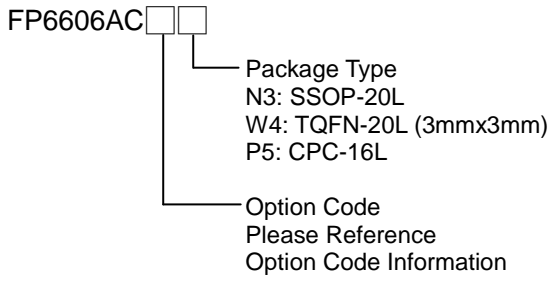 FP6606AC□□
Package Type
N3: SSOP-20L
W4: TQFN-20L (3mmx3mm)
P5: CPC-16L
Option Code
Please Reference
Option Code Information